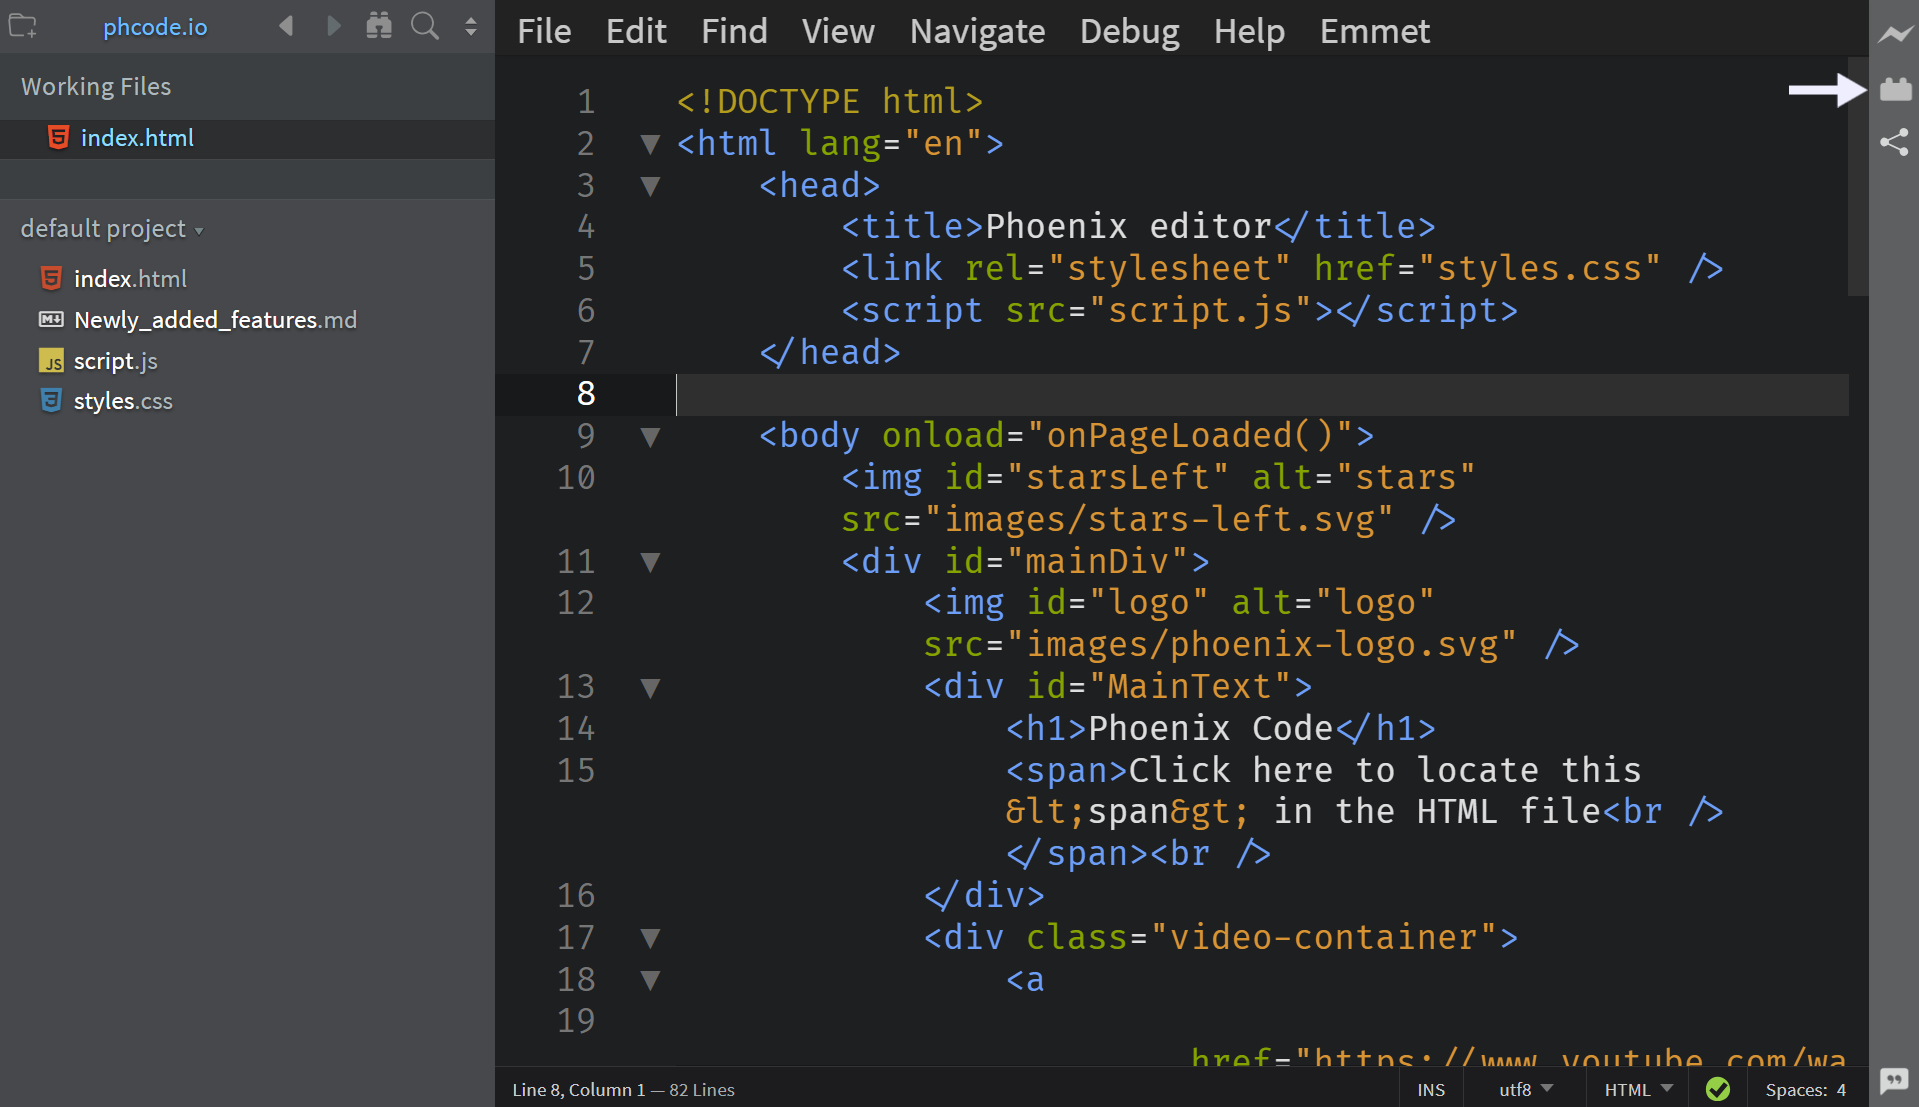 phcode.io
Working Files
index.html
default project
index.html
Newly_added_features.md
script.js
styles.css
File Edit Find View Navigate Debug Help Emmet
1 <!DOCTYPE html>
2 <html lang="en">
3 <head>
4 <title>Phoenix editor</title>
5 <link rel="stylesheet" href="styles.css" />
6 <script src="script.js"></script>
7 </head>
8
9 <body onload="onPageLoaded()">
10 <img id="starsLeft" alt="stars"
src="images/stars-left.svg" />
11 <div id="mainDiv">
12 <img id="logo" alt="logo"
src="images/phoenix-logo.svg" />
13 <div id="MainText">
14 <h1>Phoenix Code</h1>
15 <span>Click here to locate this
&lt;span&gt; in the HTML file<br />
</span><br />
16 </div>
17 <div class="video-container">
18 <a
19
href="https://www.youtube.com/wa
Line 8, Column 1 — 82 Lines
INS utf8 HTML Spaces: 4